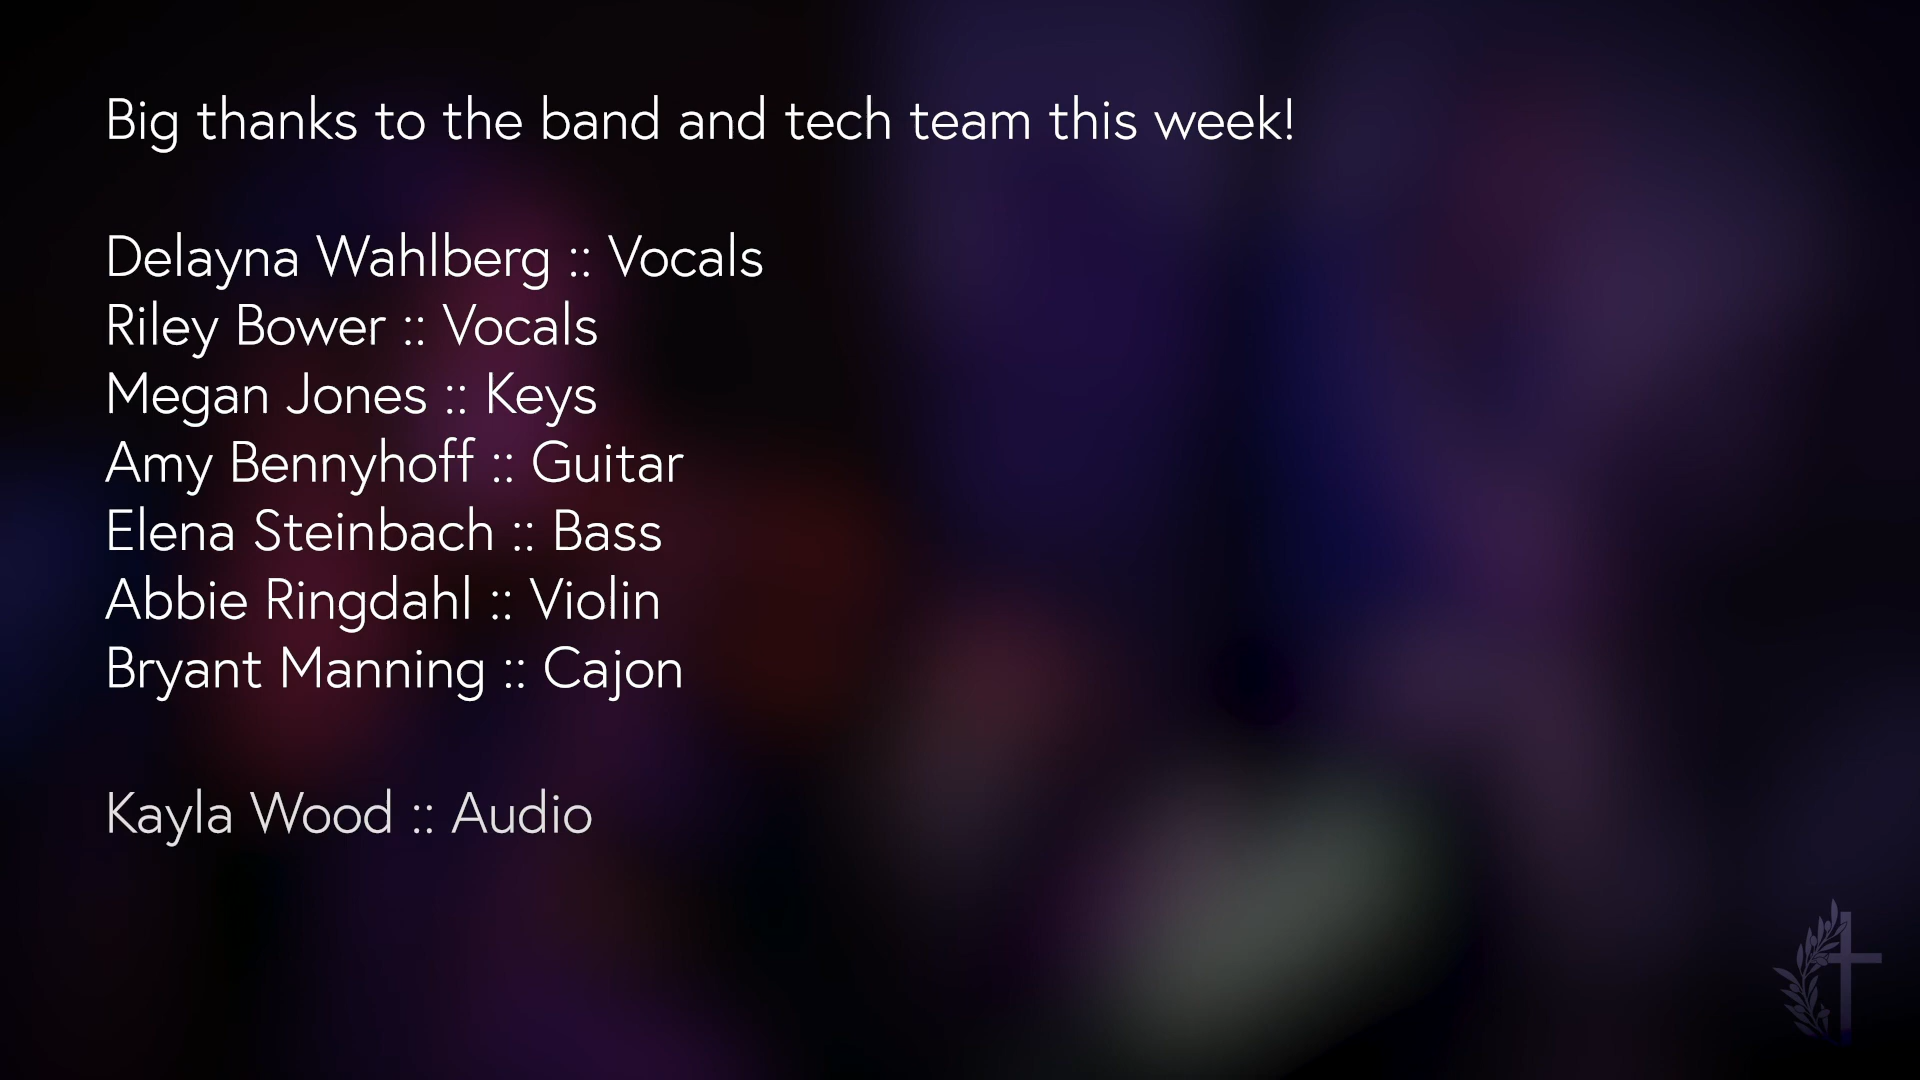 Big thanks to the band and tech team this week!
Delayna Wahlberg :: Vocals
Riley Bower :: Vocals
Megan Jones :: Keys
Amy Bennyhoff :: Guitar
Elena Steinbach :: Bass
Abbie Ringdahl :: Violin
Bryant Manning :: Cajon
Kayla Wood :: Audio